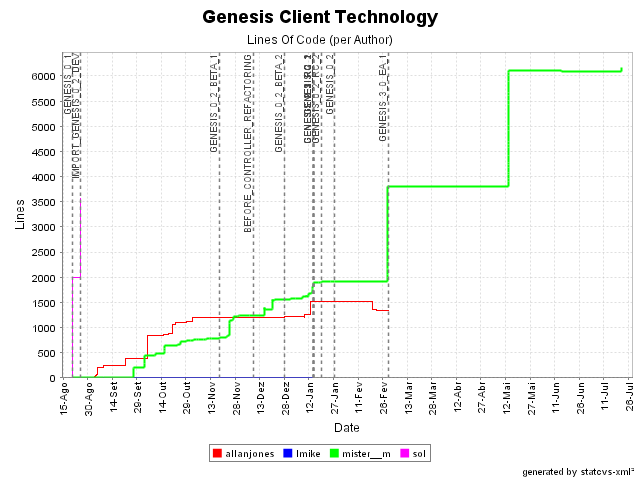 Genesis Client Technology
Lines Of Code (per Author)
GENESIS_0_1
IMPORT_GENESIS_0_2_DEV
GENESIS_0_2_BETA_1
BEFORE_CONTROLLER_REFACTORING
GENESIS_0_2_BETA_2
GENESIS_0_2
GENESIS_3_0_EA_1
Lines
6000
5500
5000
4500
4000
3500
3000
2500
2000
1500
1000
500
0
15-Ago
30-Ago
14-Set
29-Set
14-Out
29-Out
13-Nov
28-Nov
13-Dez
28-Dez
12-Jan
27-Jan
11-Fev
26-Fev
13-Mar
28-Mar
12-Abr
27-Abr
12-Mai
27-Mai
11-Jun
26-Jun
11-Jul
26-Jul
Date
allanjones
lmike
mister__m
sol
generated by statcvs-xml²